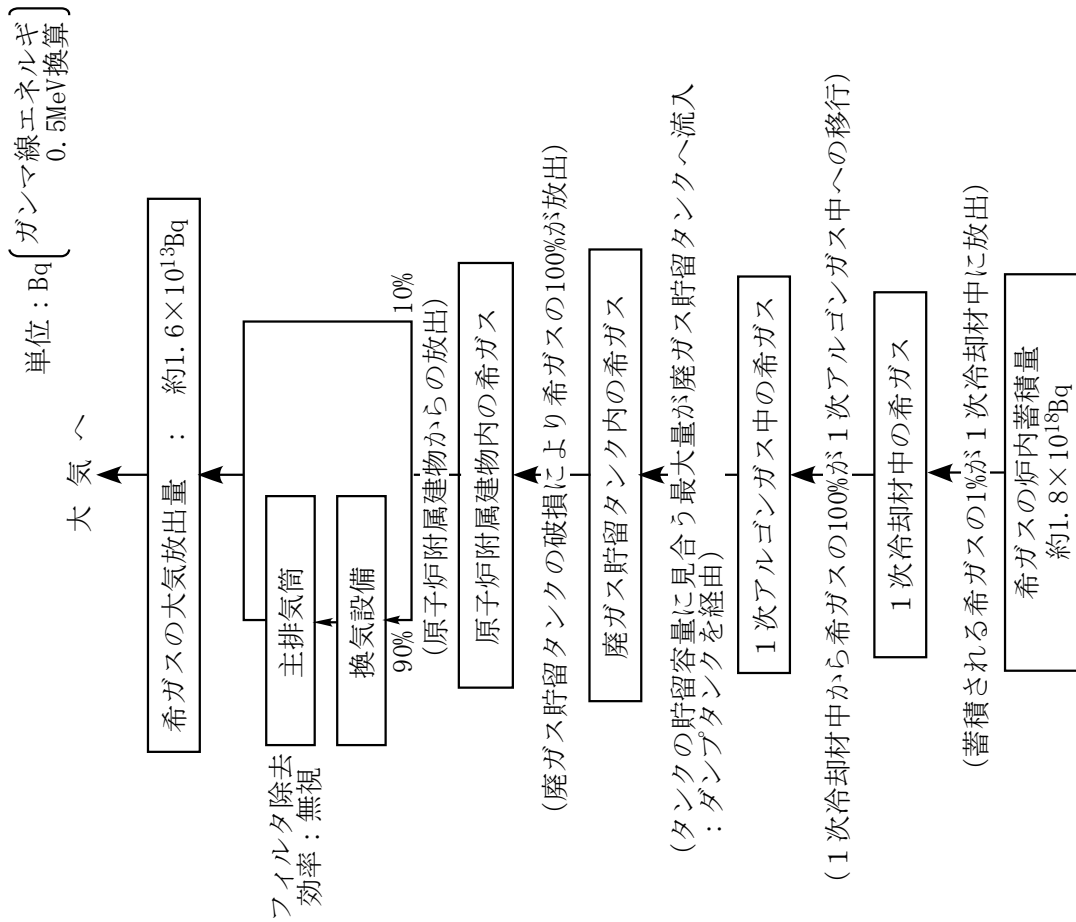 単位：Bq
ガンマ線エネルギ
0.5MeV換算
大 気 へ
希ガスの大気放出量 ： 約1.6×10¹³Bq
フィルタ除去
効率：無視
主排気筒
換気設備
90%
10%
(原子炉附属建物からの放出)
原子炉附属建物内の希ガス
(廃ガス貯留タンクの破損により希ガスの100%が放出)
廃ガス貯留タンク内の希ガス
(タンクの貯留容量に見合う最大量が廃ガス貯留タンクへ流入
：ダンプタンクを経由)
１次アルゴンガス中の希ガス
(１次冷却材中から希ガスの100%が１次アルゴンガス中への移行)
１次冷却材中の希ガス
(蓄積される希ガスの1%が１次冷却材中に放出)
希ガスの炉内蓄積量
約1.8×10¹⁸Bq